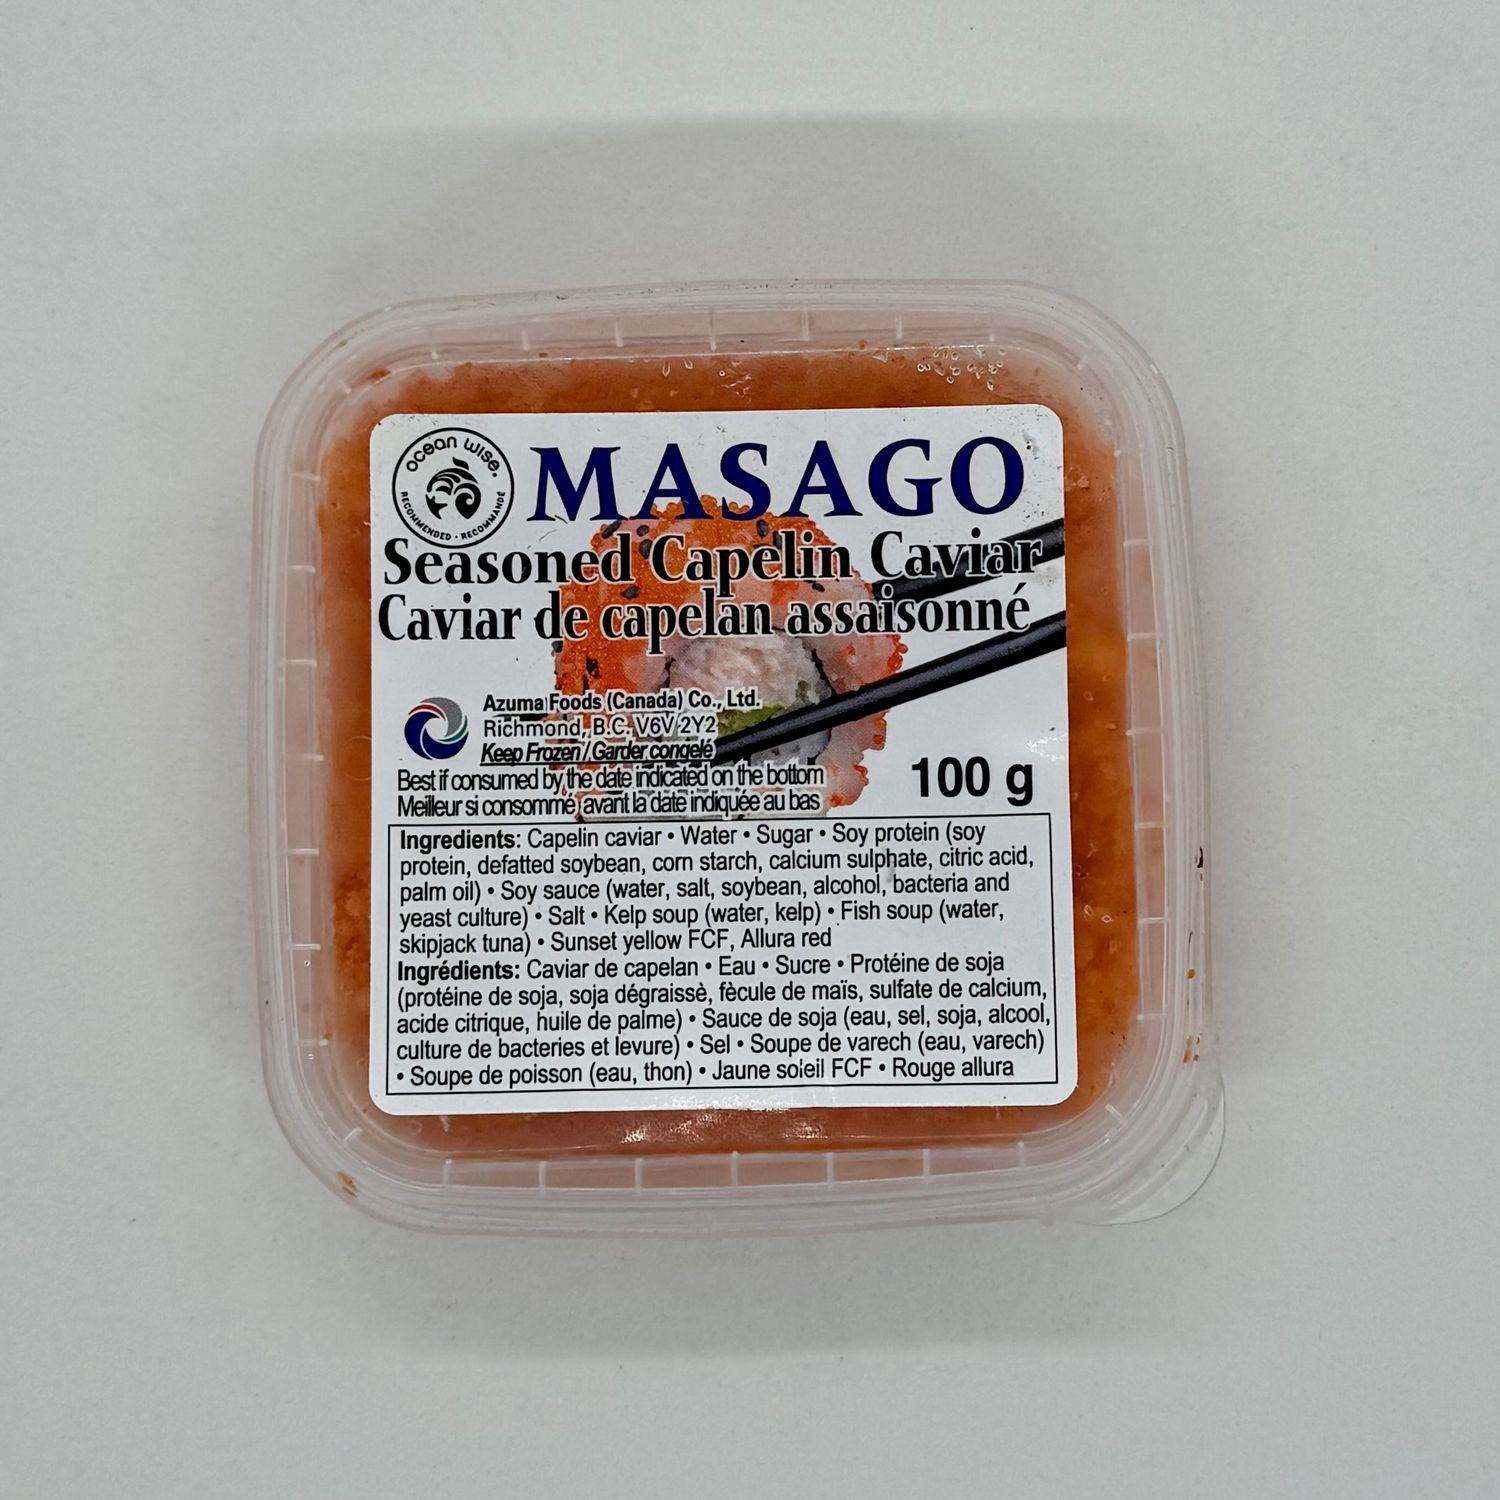 ocean wise.
RECOMMENDED • RECOMMANDÉ
MASAGO
Seasoned Capelin Caviar
Caviar de capelan assaisonné
Azuma Foods (Canada) Co., Ltd.
Richmond, B.C. V6V 2Y2
Keep Frozen / Garder congelé
Best if consumed by the date indicated on the bottom
Meilleur si consommé avant la date indiquée au bas
100 g
Ingredients: Capelin caviar • Water • Sugar • Soy protein (soy
protein, defatted soybean, corn starch, calcium sulphate, citric acid,
palm oil) • Soy sauce (water, salt, soybean, alcohol, bacteria and
yeast culture) • Salt • Kelp soup (water, kelp) • Fish soup (water,
skipjack tuna) • Sunset yellow FCF, Allura red
Ingrédients: Caviar de capelan • Eau • Sucre • Protéine de soja
(protéine de soja, soja dégraissè, fècule de maïs, sulfate de calcium,
acide citrique, huile de palme) • Sauce de soja (eau, sel, soja, alcool,
culture de bacteries et levure) • Sel • Soupe de varech (eau, varech)
• Soupe de poisson (eau, thon) • Jaune soieil FCF • Rouge allura